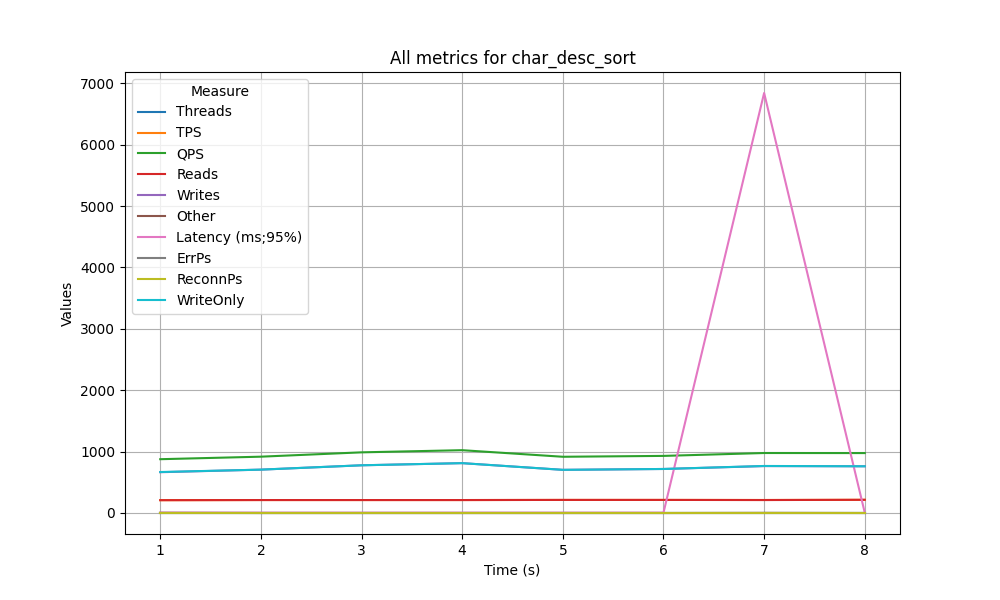 All metrics for char_desc_sort
7000
6000
5000
4000
3000
2000
1000
0
Values
Measure
Threads
TPS
QPS
Reads
Writes
Other
Latency (ms;95%)
ErrPs
ReconnPs
WriteOnly
1 2 3 4 5 6 7 8
Time (s)